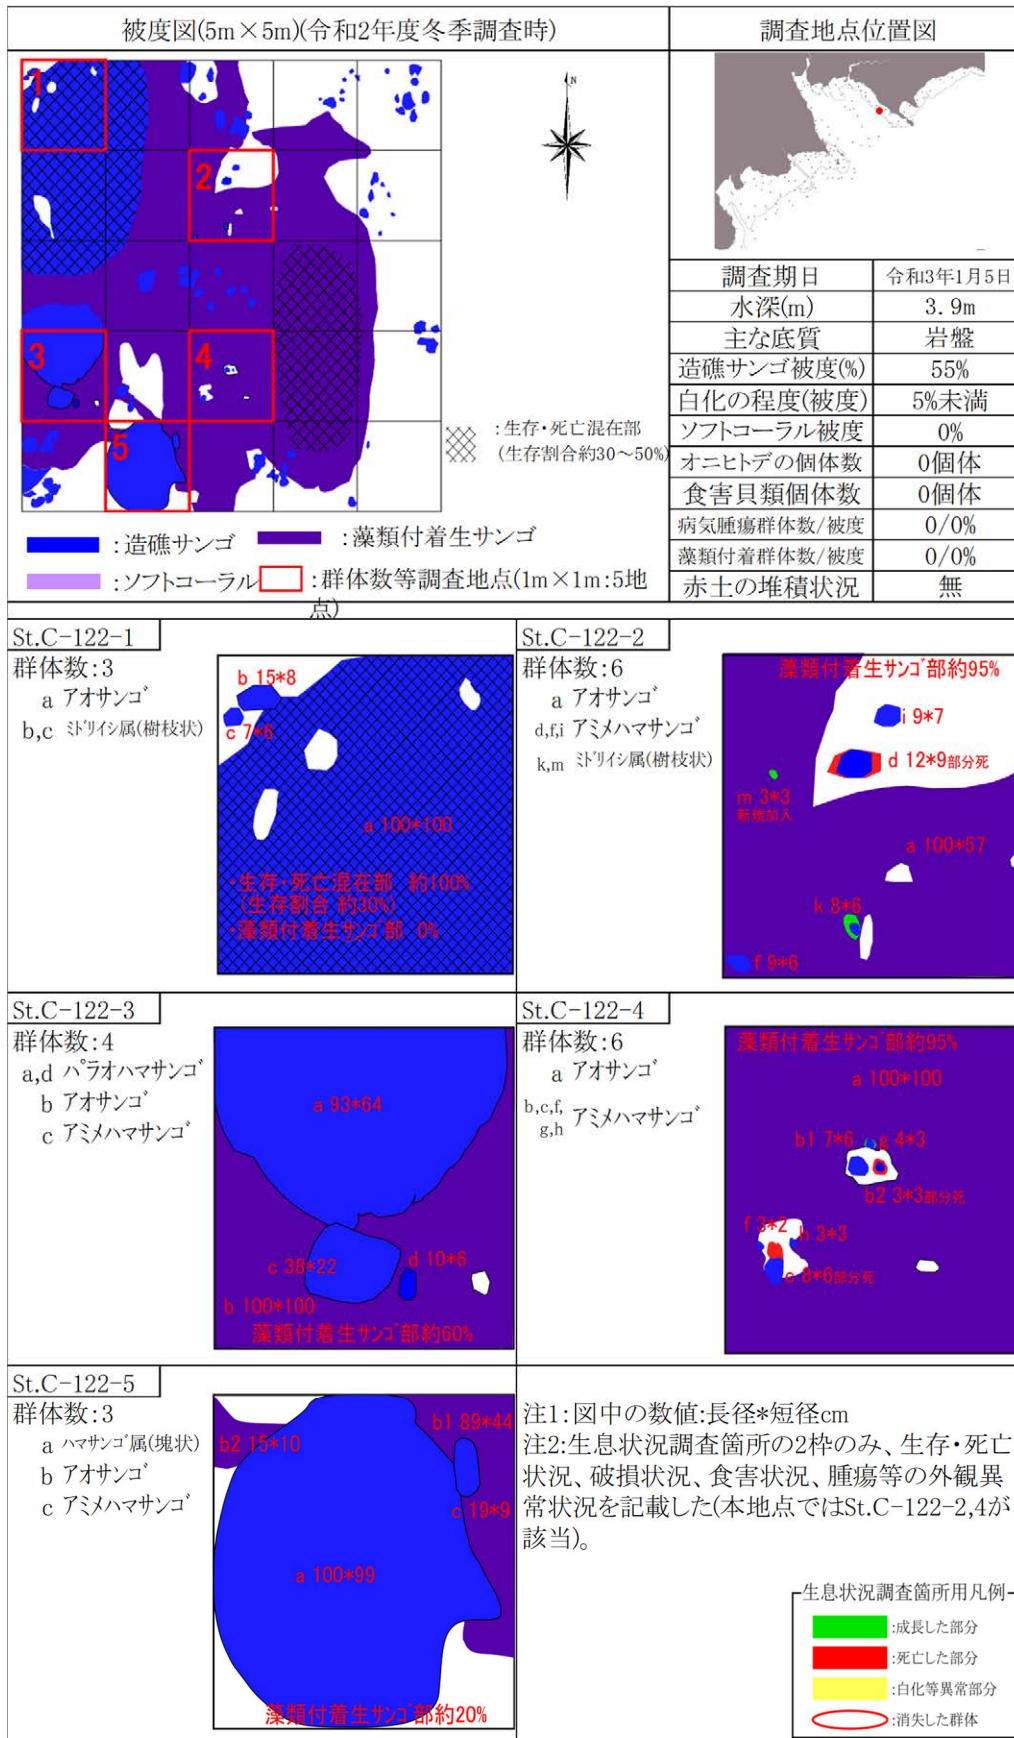 被度図(5m×5m)(令和2年度冬季調査時)
調査地点位置図
N
1
2
3
4
5
:生存・死亡混在部
(生存割合約30～50%)
:造礁サンゴ
:藻類付着生サンゴ
:ソフトコーラル
:群体数等調査地点(1m×1m:5地点)
調査期日 令和3年1月5日
水深(m) 3.9m
主な底質 岩盤
造礁サンゴ被度(%) 55%
白化の程度(被度) 5%未満
ソフトコーラル被度 0%
オニヒトデの個体数 0個体
食害貝類個体数 0個体
病気腫瘍群体数/被度 0/0%
藻類付着群体数/被度 0/0%
赤土の堆積状況 無
St.C-122-1
群体数:3
a アオサンゴ
b,c ミドリイシ属(樹枝状)
b 15*8
c 7*6
a 100*100
・生存・死亡混在部 約100%
(生存割合 約30%)
・藻類付着生サンゴ部 0%
St.C-122-2
群体数:6
a アオサンゴ
d,f,i アミメハマサンゴ
k,m ミドリイシ属(樹枝状)
藻類付着生サンゴ部約95%
i 9*7
d 12*9部分死
m 3*3
新規加入
a 100*57
k 8*6
f 9*6
St.C-122-3
群体数:4
a,d パラオハマサンゴ
b アオサンゴ
c アミメハマサンゴ
a 93*64
c 38*22
d 10*6
b 100*100
藻類付着生サンゴ部約60%
St.C-122-4
群体数:6
a アオサンゴ
b,c,f,
g,h アミメハマサンゴ
藻類付着生サンゴ部約95%
a 100*100
b1 7*6
g 4*3
b2 3*3部分死
f 3*2
h 3*3
c 8*6部分死
St.C-122-5
群体数:3
a ハマサンゴ属(塊状)
b アオサンゴ
c アミメハマサンゴ
b1 89*44
b2 15*10
c 19*9
a 100*99
藻類付着生サンゴ部約20%
注1:図中の数値:長径*短径cm
注2:生息状況調査箇所の2枠のみ、生存・死亡
状況、破損状況、食害状況、腫瘍等の外観異
常状況を記載した(本地点ではSt.C-122-2,4が
該当)。
生息状況調査箇所用凡例
:成長した部分
:死亡した部分
:白化等異常部分
:消失した群体